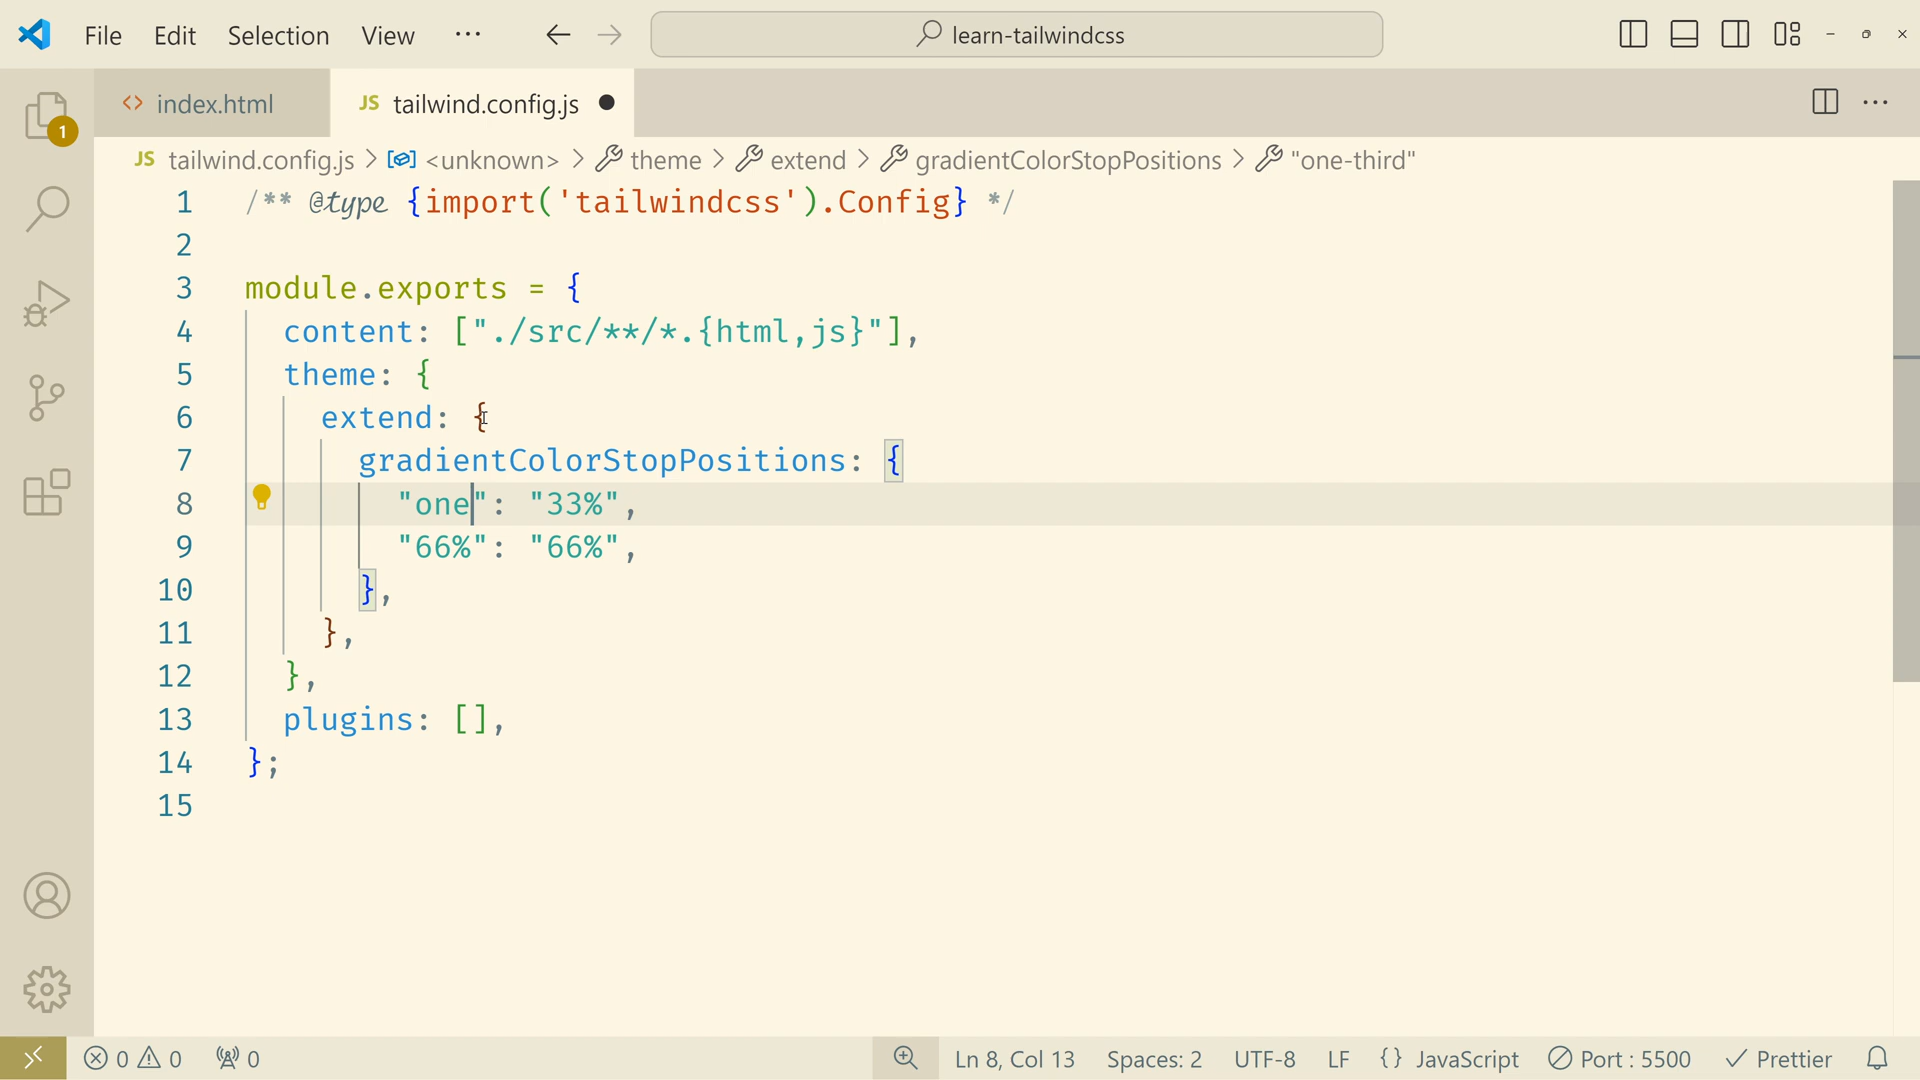 File Edit Selection View ··· learn-tailwindcss
index.html JS tailwind.config.js
1
JS tailwind.config.js > <unknown> > theme > extend > gradientColorStopPositions > "one-third"
1 /** @type {import('tailwindcss').Config} */
2
3 module.exports = {
4 content: ["./src/**/*.{html,js}"],
5 theme: {
6 extend: {
7 gradientColorStopPositions: {
8 "one": "33%",
9 "66%": "66%",
10 },
11 },
12 },
13 plugins: [],
14 };
15
0 0 0 Ln 8, Col 13 Spaces: 2 UTF-8 LF {} JavaScript Port : 5500 Prettier